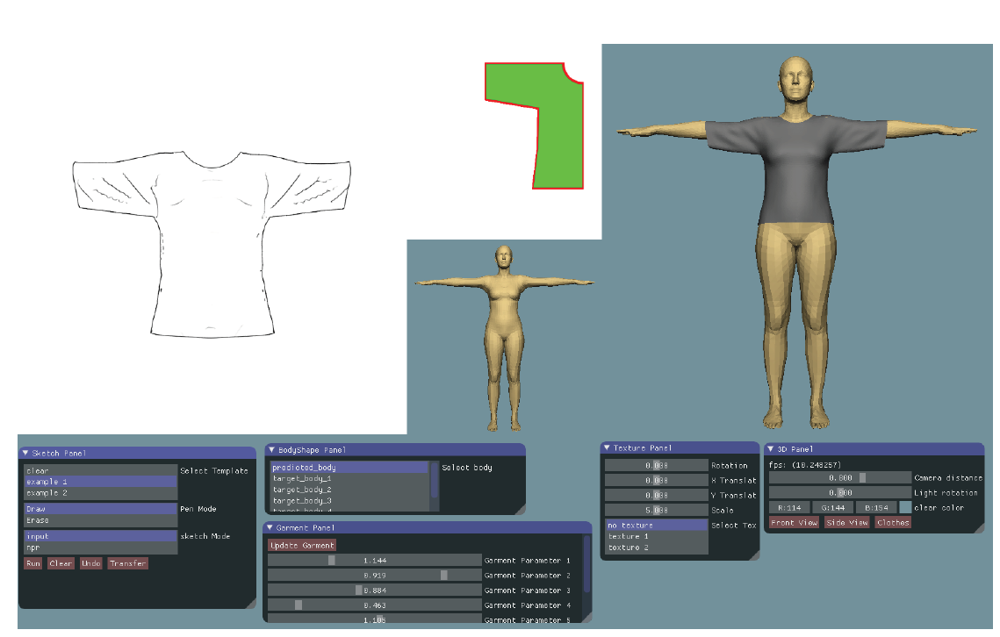 Sketch Panel
clear
example 1
example 2
Select Template
Draw
Erase
Pen Mode
input
npr
sketch Mode
Run Clear Undo Transfer
BodyShape Panel
predicted_body
target_body_1
target_body_2
target_body_3
target_body_4
Select body
Garment Panel
Update Garment
1.144 Garment Parameter 1
0.919 Garment Parameter 2
0.884 Garment Parameter 3
0.463 Garment Parameter 4
1.105 Garment Parameter 5
Texture Panel
0.000 Rotation
0.000 X Translat
0.000 Y Translat
5.000 Scale
no texture
texture 1
texture 2
Select Tex
3D Panel
fps: (10.248257)
0.800 Camera distance
0.000 Light rotation
R:114 G:144 B:154 clear color
Front View Side View Clothes